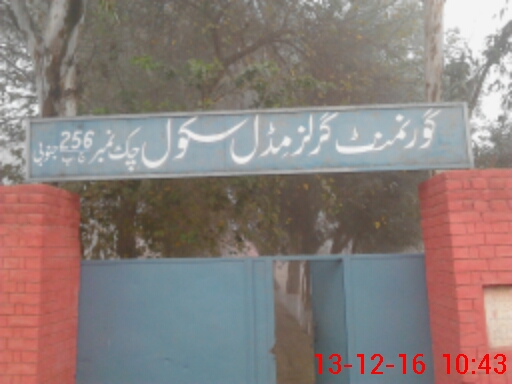 گورنمنٹ گرلز مڈل سکول چک نمبر 256 ج ب جنوبی
13-12-16 10:43